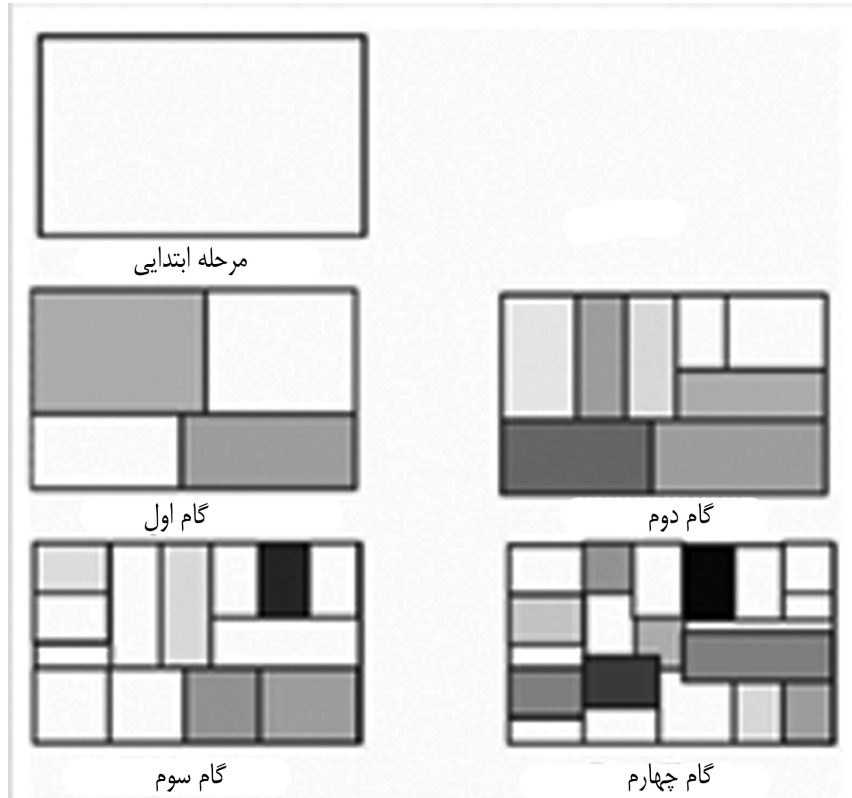 مرحله ابتدایی
گام اول
گام دوم
گام سوم
گام چهارم